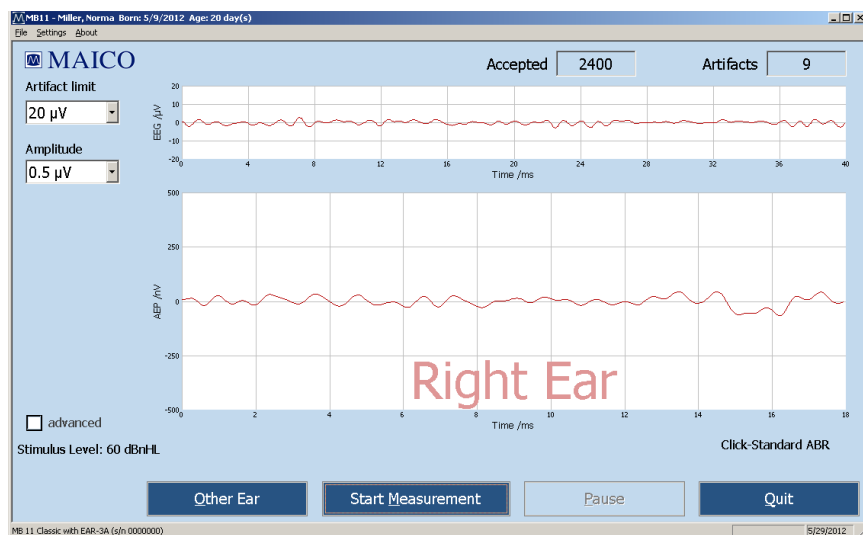 MB11 - Miller, Norma Born: 5/9/2012 Age: 20 day(s)
File Settings About
MAICO
Accepted 2400 Artifacts 9
Artifact limit
20 µV
Amplitude
0.5 µV
EEG /µV
20
10
0
-10
-20
0 4 8 12 16 20 24 28 32 36 40
Time /ms
AEP /nV
500
250
0
-250
-500
0 2 4 6 8 10 12 14 16 18
Time /ms
Right Ear
advanced
Stimulus Level: 60 dBnHL
Click-Standard ABR
Other Ear Start Measurement Pause Quit
MB 11 Classic with EAR-3A (s/n 0000000) 5/29/2012